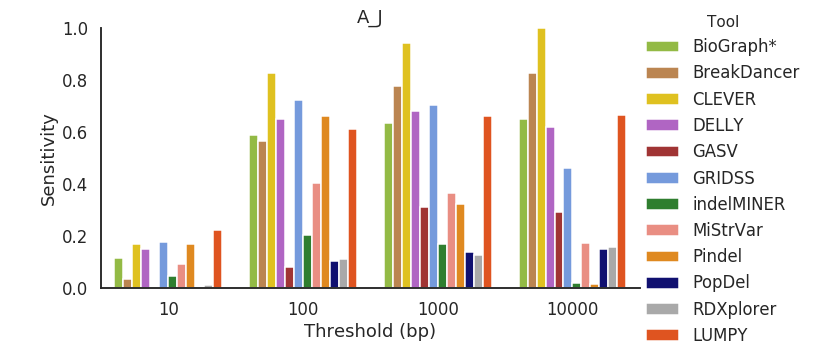 A_J
Sensitivity
1.0
0.8
0.6
0.4
0.2
0.0
10
100
1000
10000
Threshold (bp)
Tool
BioGraph*
BreakDancer
CLEVER
DELLY
GASV
GRIDSS
indelMINER
MiStrVar
Pindel
PopDel
RDXplorer
LUMPY